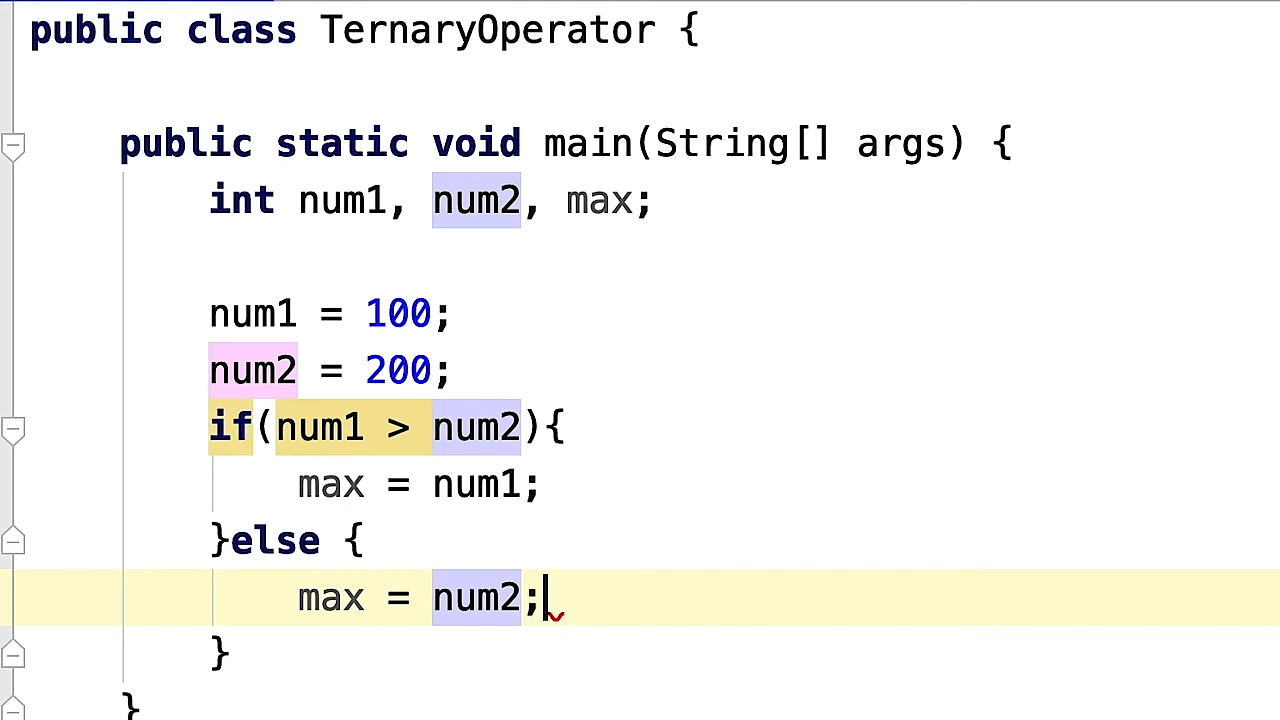 public class TernaryOperator {
public static void main(String[] args) {
int num1, num2, max;
num1 = 100;
num2 = 200;
if(num1 > num2){
max = num1;
}else {
max = num2;
}
}